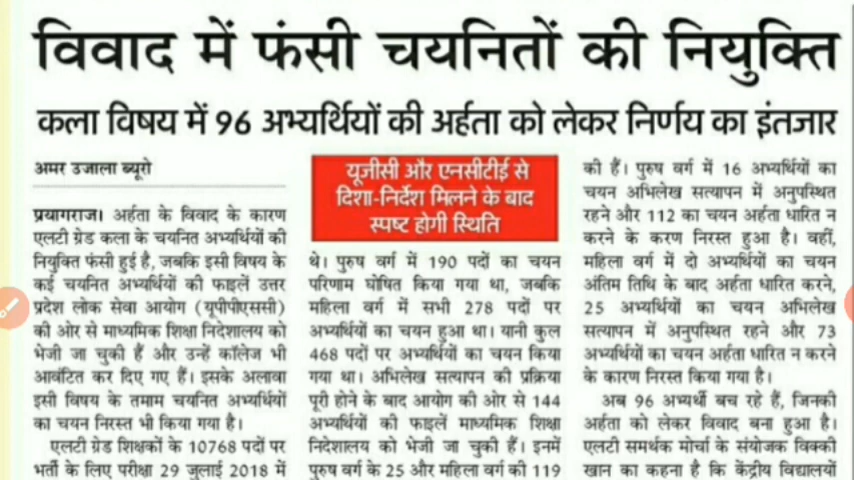 विवाद में फंसी चयनितों की नियुक्ति
कला विषय में 96 अभ्यर्थियों की अर्हता को लेकर निर्णय का इंतजार
अमर उजाला ब्यूरो
प्रयागराज। अर्हता के विवाद के कारण
एलटी ग्रेड कला के चयनित अभ्यर्थियों की
नियुक्ति फंसी हुई है, जबकि इसी विषय के
कई चयनित अभ्यर्थियों की फाइलें उत्तर
प्रदेश लोक सेवा आयोग (यूपीपीएससी)
की ओर से माध्यमिक शिक्षा निदेशालय को
भेजी जा चुकी हैं और उन्हें कॉलेज भी
आवंटित कर दिए गए हैं। इसके अलावा
इसी विषय के तमाम चयनित अभ्यर्थियों
का चयन निरस्त भी किया गया है।
एलटी ग्रेड शिक्षकों के 10768 पदों पर
भर्ती के लिए परीक्षा 29 जुलाई 2018 में
यूजीसी और एनसीटीई से
दिशा-निर्देश मिलने के बाद
स्पष्ट होगी स्थिति
थे। पुरुष वर्ग में 190 पदों का चयन
परिणाम घोषित किया गया था, जबकि
महिला वर्ग में सभी 278 पदों पर
अभ्यर्थियों का चयन हुआ था। यानी कुल
468 पदों पर अभ्यर्थियों का चयन किया
गया था। अभिलेख सत्यापन की प्रक्रिया
पूरी होने के बाद आयोग की ओर से 144
अभ्यर्थियों की फाइलें माध्यमिक शिक्षा
निदेशालय को भेजी जा चुकी हैं। इनमें
पुरुष वर्ग के 25 और महिला वर्ग की 119
की हैं। पुरुष वर्ग में 16 अभ्यर्थियों का
चयन अभिलेख सत्यापन में अनुपस्थित
रहने और 112 का चयन अर्हता धारित न
करने के करण निरस्त हुआ है। वहीं,
महिला वर्ग में दो अभ्यर्थियों का चयन
अंतिम तिथि के बाद अर्हता धारित करने,
25 अभ्यर्थियों का चयन अभिलेख
सत्यापन में अनुपस्थित रहने और 73
अभ्यर्थियों का चयन अर्हता धारित न करने
के कारण निरस्त किया गया है।
अब 96 अभ्यर्थी बच रहे हैं, जिनकी
अर्हता को लेकर विवाद बना हुआ है।
एलटी समर्थक मोर्चा के संयोजक विक्की
खान का कहना है कि केंद्रीय विद्यालयों